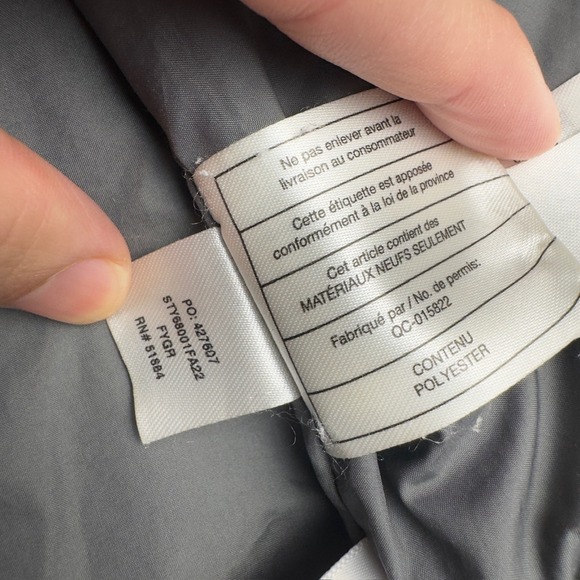 Ne pas enlever avant la
livraison au consommateur
Cette étiquette est apposée
conformément à la loi de la province
Cet article contient des
MATÉRIAUX NEUFS SEULEMENT
Fabriqué par / No. de permis:
QC-015822
CONTENU
POLYESTER
PO: 427607
STY68001FA22
FYGR
RN# 51884